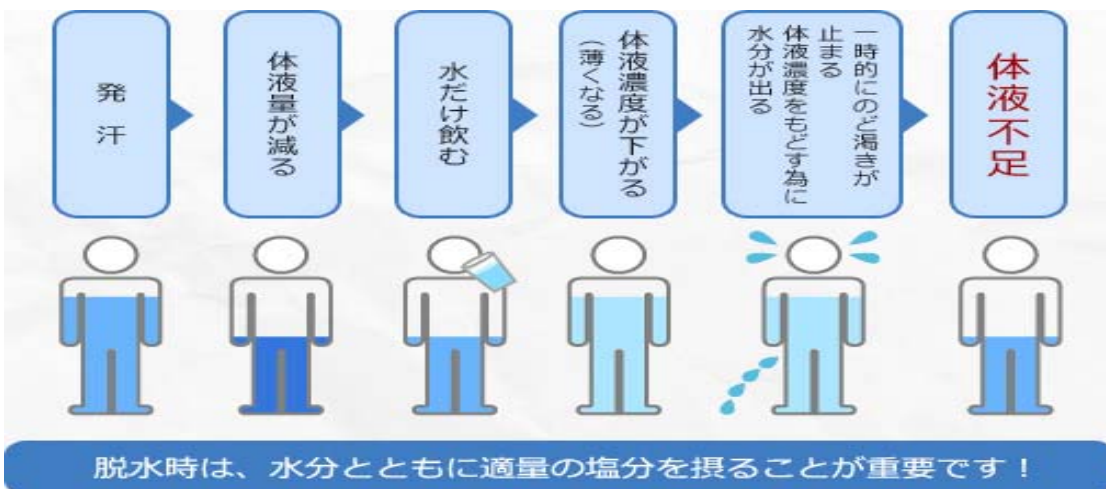 発汗
体液量が減る
水だけ飲む
体液濃度が下がる
（薄くなる）
一時的にのど渇きが
止まる
体液濃度をもどす為に
水分が出る
体液不足
脱水時は、水分とともに適量の塩分を摂ることが重要です！